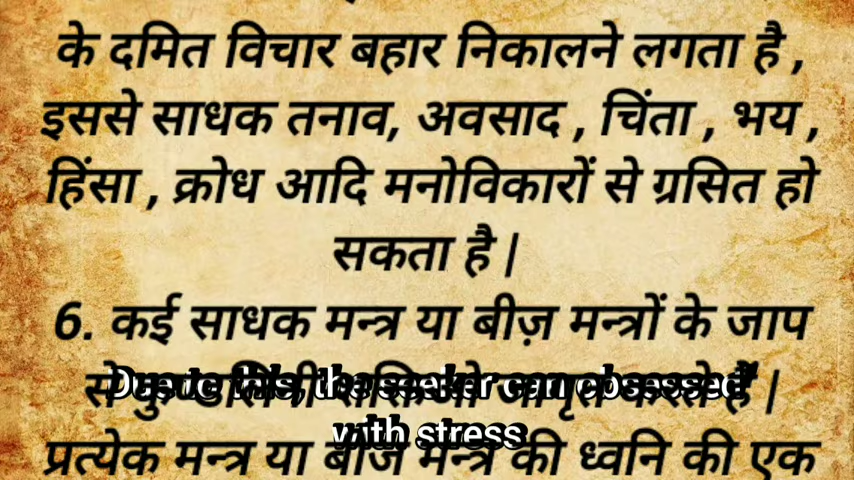 के दमित विचार बहार निकालने लगता है ,
इससे साधक तनाव, अवसाद , चिंता , भय ,
हिंसा , क्रोध आदि मनोविकारों से ग्रसित हो
सकता है |
6. कई साधक मन्त्र या बीज़ मन्त्रों के जाप
से जागृत करते है |
Due to this, the seeker can obsessed
with stress
प्रत्येक मन्त्र या बीज मन्त्र की ध्वनि की एक